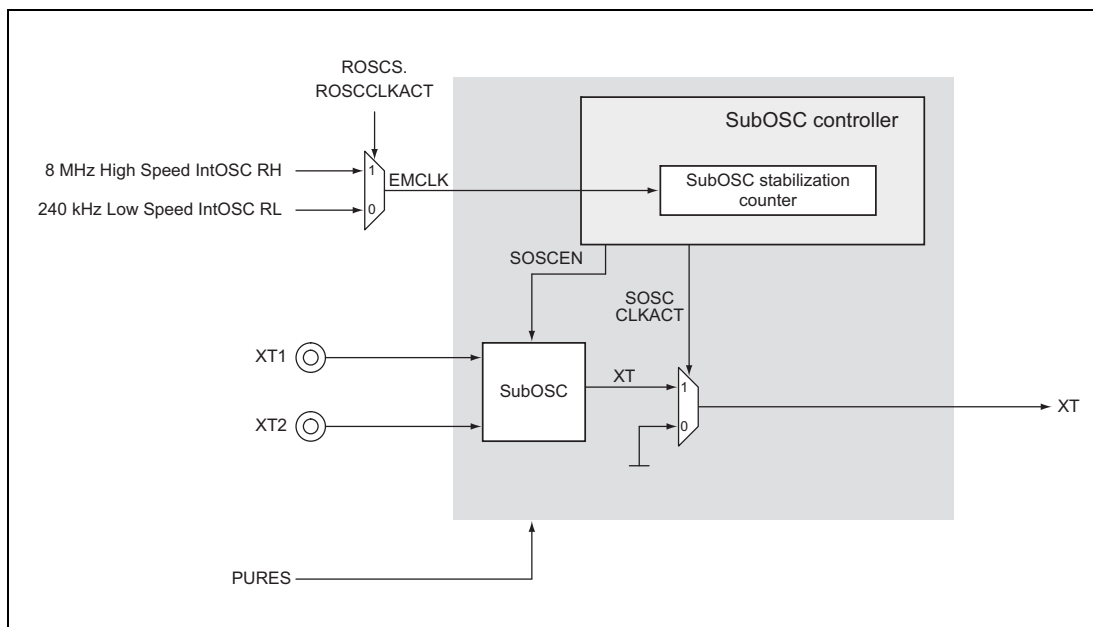 ROSCS.
ROSCCLKACT
SubOSC controller
8 MHz High Speed IntOSC RH
1
EMCLK
SubOSC stabilization
counter
240 kHz Low Speed IntOSC RL
0
SOSCEN
SOSC
CLKACT
XT1
XT
1
SubOSC
XT
XT2
0
PURES